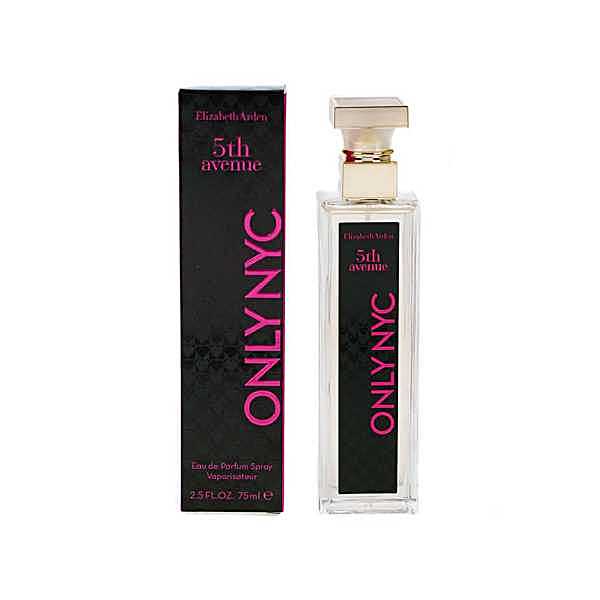 Elizabeth Arden
5th
avenue
ONLY NYC
Eau de Parfum Spray
Vaporisateur
2.5 FL.OZ. 75ml ℮
Elizabeth Arden
5th
avenue
ONLY NYC